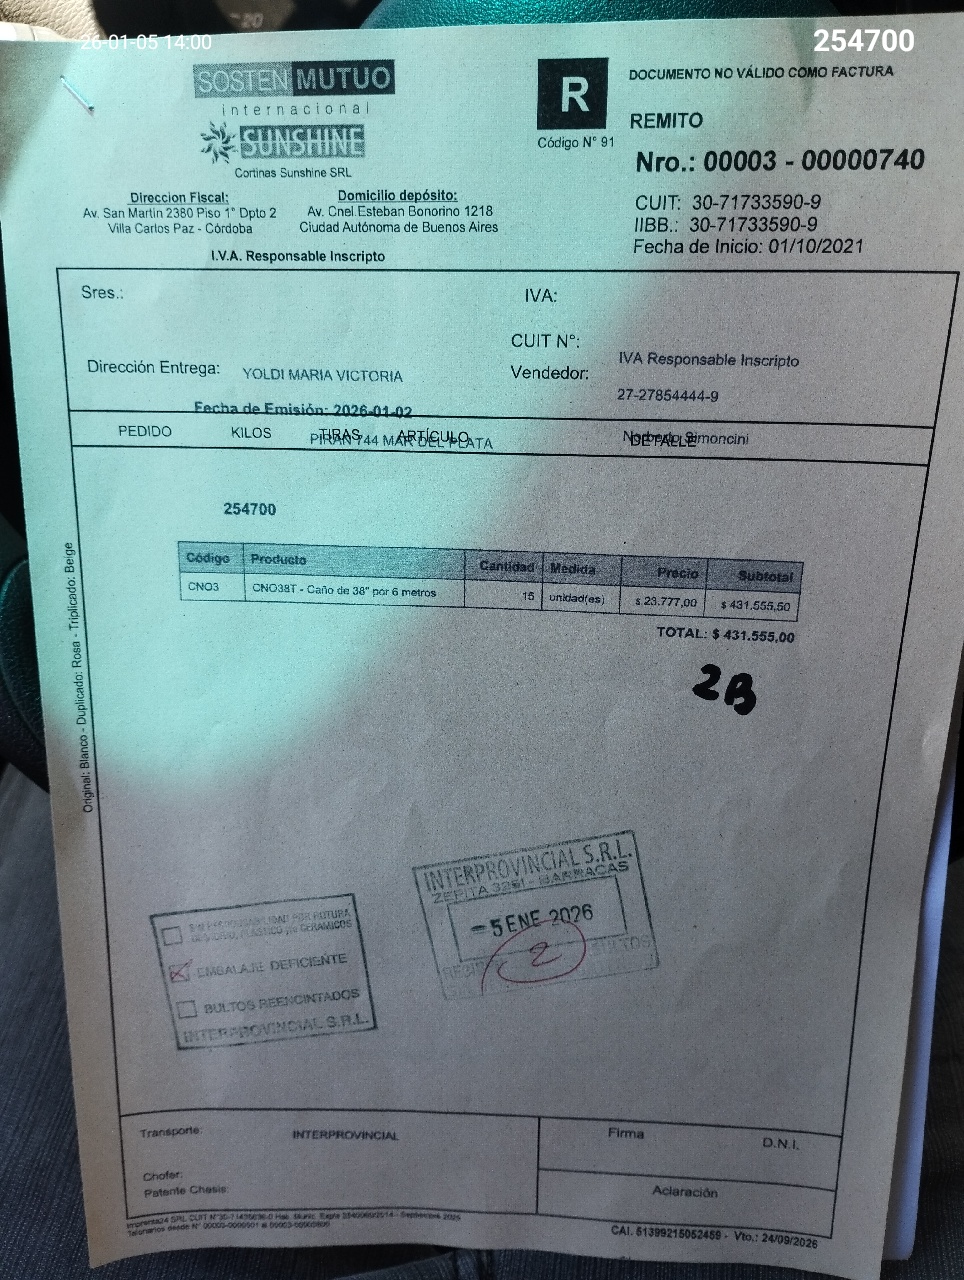 26-01-05 14:00
254700
SOSTEN MUTUO
internacional
SUNSHINE
Cortinas Sunshine SRL
R
Código N° 91
DOCUMENTO NO VÁLIDO COMO FACTURA
REMITO
Nro.: 00003 - 00000740
CUIT: 30-71733590-9
IIBB.: 30-71733590-9
Fecha de Inicio: 01/10/2021
Direccion Fiscal:
Av. San Martin 2380 Piso 1° Dpto 2
Villa Carlos Paz - Córdoba
Domicilio depósito:
Av. Cnel.Esteban Bonorino 1218
Ciudad Autónoma de Buenos Aires
I.V.A. Responsable Inscripto
Sres.:
IVA:
CUIT N°:
IVA Responsable Inscripto
Dirección Entrega:
YOLDI MARIA VICTORIA
Vendedor:
27-27854444-9
Fecha de Emisión: 2026-01-02
PEDIDO KILOS TIRAS ARTÍCULO DETALLE
PIRAN 744 MAR DEL PLATA
Norberto Simoncini
254700
Código Producto Cantidad Medida Precio Subtotal
CNO3 CNO38T - Caño de 38" por 6 metros 15 unidad(es) $ 23.777,00 $ 431.555,50
TOTAL: $ 431.555,00
2B
Original: Blanco - Duplicado: Rosa - Triplicado: Beige
INTERPROVINCIAL S.R.L.
ZEPITA 3251 - BARRACAS
-5 ENE 2026
2
BULTOS
EMBALAJE DEFICIENTE
BULTOS REENCINTADOS
INTERPROVINCIAL S.R.L.
Transporte: INTERPROVINCIAL
Chofer:
Patente Chasis:
Firma
D.N.I.
Aclaración
CAI. 51399215052459 - Vto.: 24/09/2026